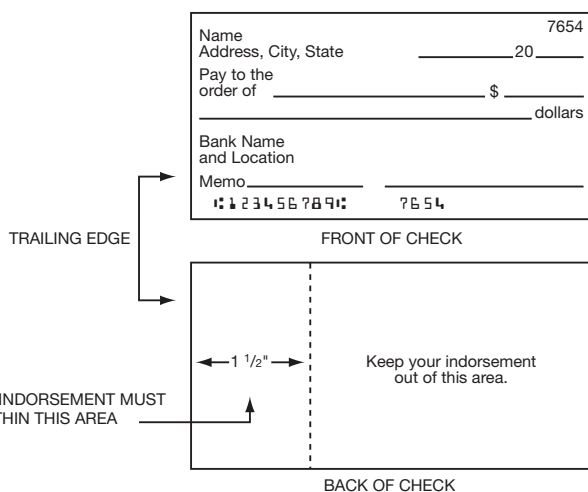 7654
Name
Address, City, State 20
Pay to the
order of $
dollars
Bank Name
and Location
Memo
⑆123456789⑆ 7654
TRAILING EDGE
FRONT OF CHECK
1 1/2"
Keep your indorsement
out of this area.
INDORSEMENT MUST
THIN THIS AREA
BACK OF CHECK